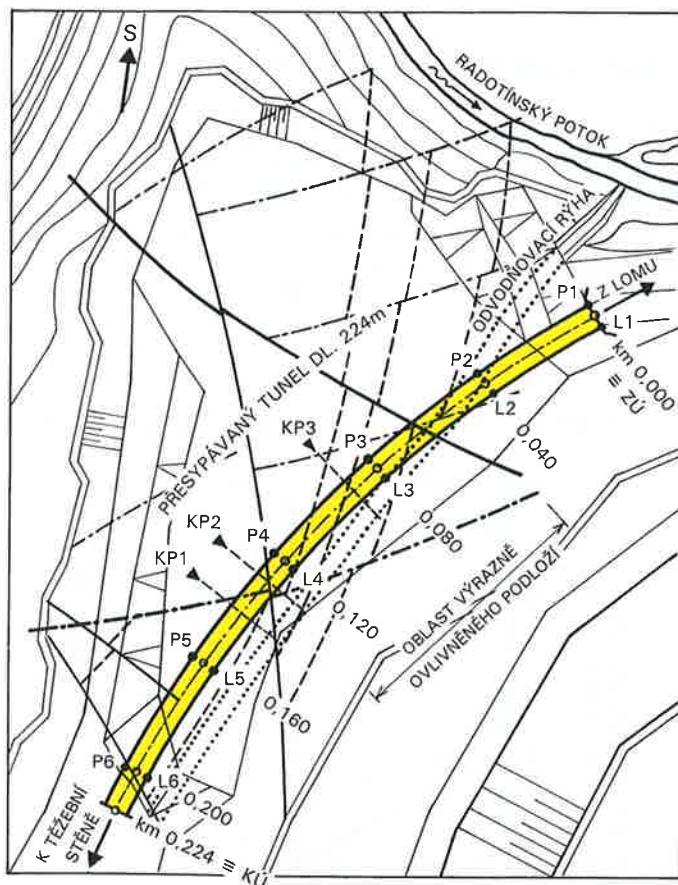 S
RADOTÍNSKÝ POTOK
ODVODŇOVACÍ RÝHA
P1
Z LOMU
L1
km 0,000
≡ ZÚ
P2
L2
0,040
PŘESYPÁVANÝ TUNEL DL. 224m
KP3
P3
L3
0,080
KP2
P4
KP1
L4
0,120
OBLAST VÝRAZNĚ
OVLIVNĚNÉHO PODLOŽÍ
P5
L5
0,160
P6
L6
0,200
K TĚŽEBNÍ
STĚNĚ
km 0.224 ≡ KÚ